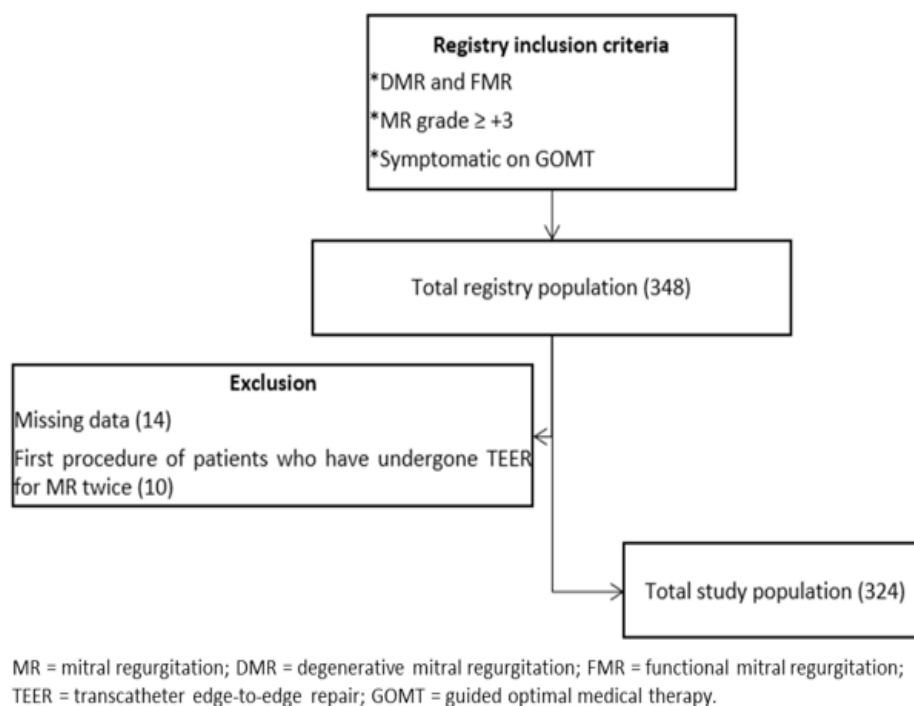 Registry inclusion criteria
*DMR and FMR
*MR grade ≥ +3
*Symptomatic on GOMT
Total registry population (348)
Exclusion
Missing data (14)
First procedure of patients who have undergone TEER
for MR twice (10)
Total study population (324)
MR = mitral regurgitation; DMR = degenerative mitral regurgitation; FMR = functional mitral regurgitation;
TEER = transcatheter edge-to-edge repair; GOMT = guided optimal medical therapy.